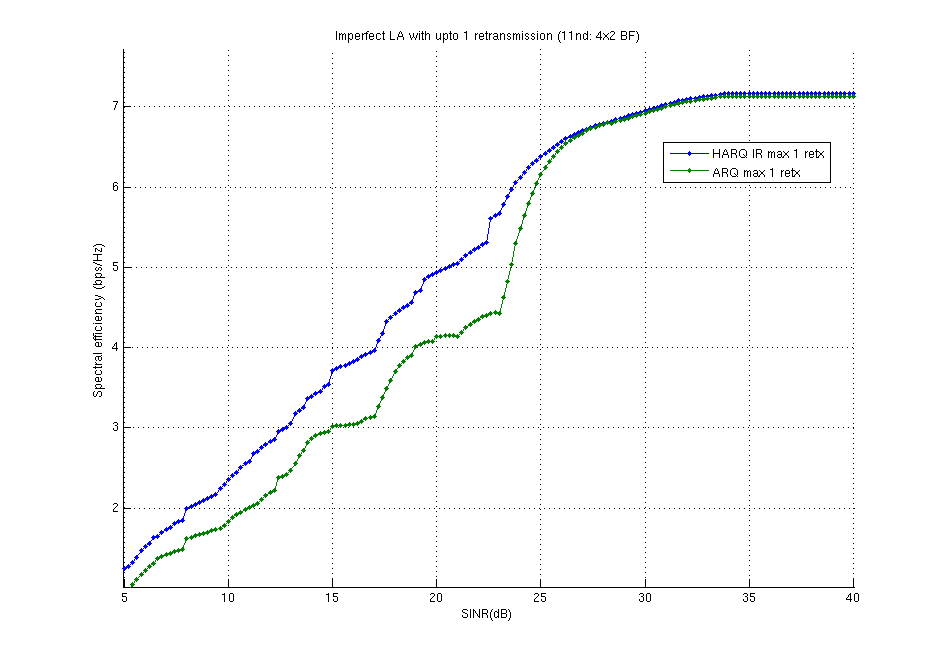 Imperfect LA with upto 1 retransmission (11nd: 4x2 BF)
7
6
5
4
3
2
Spectral efficiency (bps/Hz)
HARQ IR max 1 retx
ARQ max 1 retx
5 10 15 20 25 30 35 40
SINR(dB)